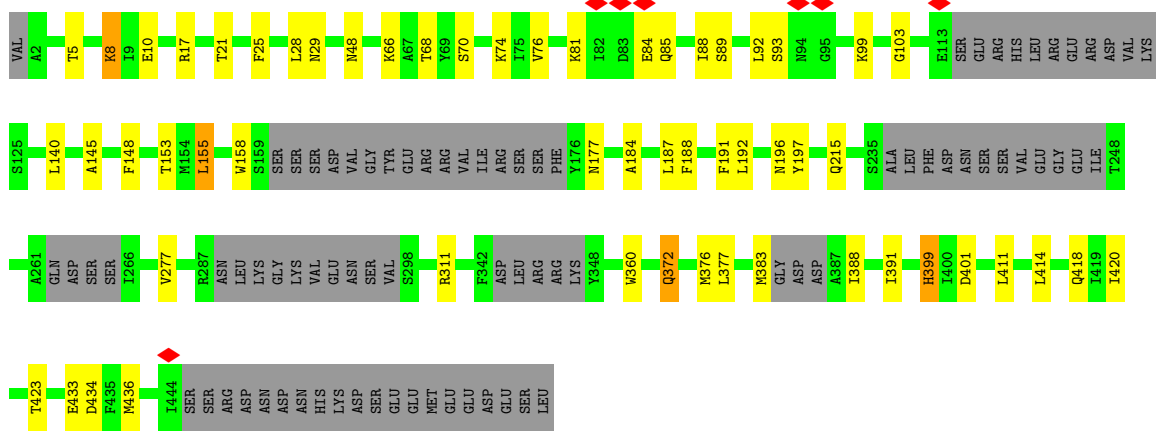 VAL A2 T5 K8 I9 E10 R17 T21 F25 L28 N29 N48 K66 A67 T68 Y69 S70 K74 I75 V76 K81 I82 D83 E84 Q85 I88 S89 L92 S93 N94 G95 K99 G103 E113 SER GLU ARG HIS LEU ARG GLU ARG ASP VAL LYS
S125 L140 A145 F148 T153 M154 L155 W158 S159 SER SER SER ASP VAL GLY TYR GLU ARG ARG VAL ILE ARG SER SER PHE Y176 N177 A184 L187 F188 F191 L192 N196 Y197 Q215 S235 ALA LEU PHE ASP ASN SER SER VAL GLU GLY GLU ILE T248
A261 GLN ASP SER SER I266 V277 R287 ASN LEU LYS GLY LYS VAL GLU ASN SER VAL S298 R311 F342 ASP LEU ARG ARG LYS Y348 W360 Q372 M376 L377 M383 GLY ASP ASP A387 I388 I391 H399 I400 D401 L411 L414 Q418 I419 I420
T423 E433 D434 F435 M436 I444 SER SER ARG ASP ASN ASP ASN HIS LYS ASP SER GLU GLU MET GLU GLU ASP GLU SER LEU